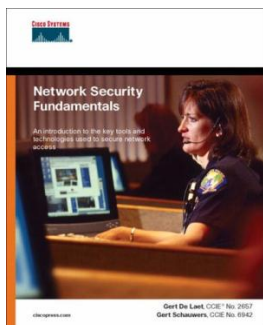 CISCO SYSTEMS
Network Security
Fundamentals
An introduction to the key tools and
technologies used to secure network
access
Gert De Laet, CCIE® No. 2657
ciscopress.com
Gert Schauwers, CCIE No. 6942